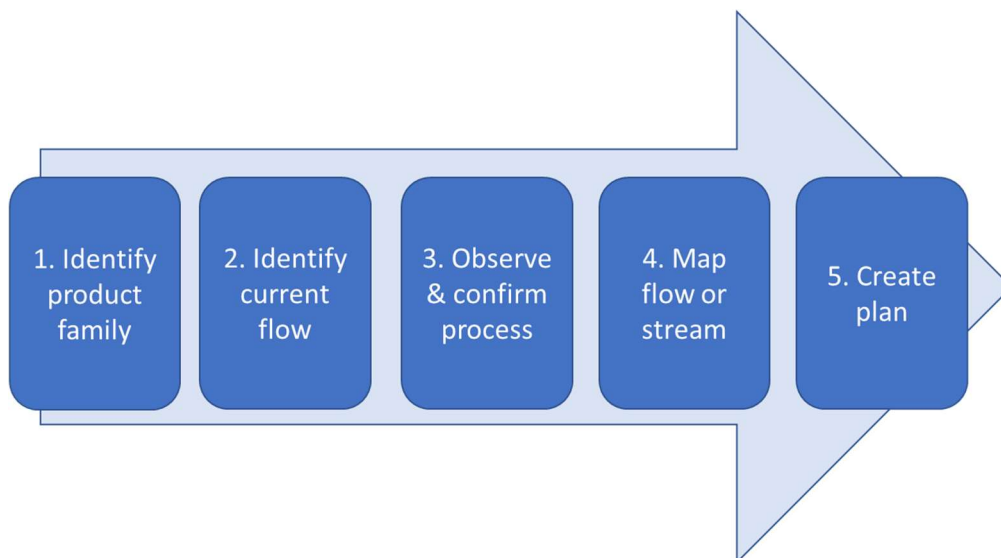 1. Identify
product
family
2. Identify
current
flow
3. Observe
& confirm
process
4. Map
flow or
stream
5. Create
plan